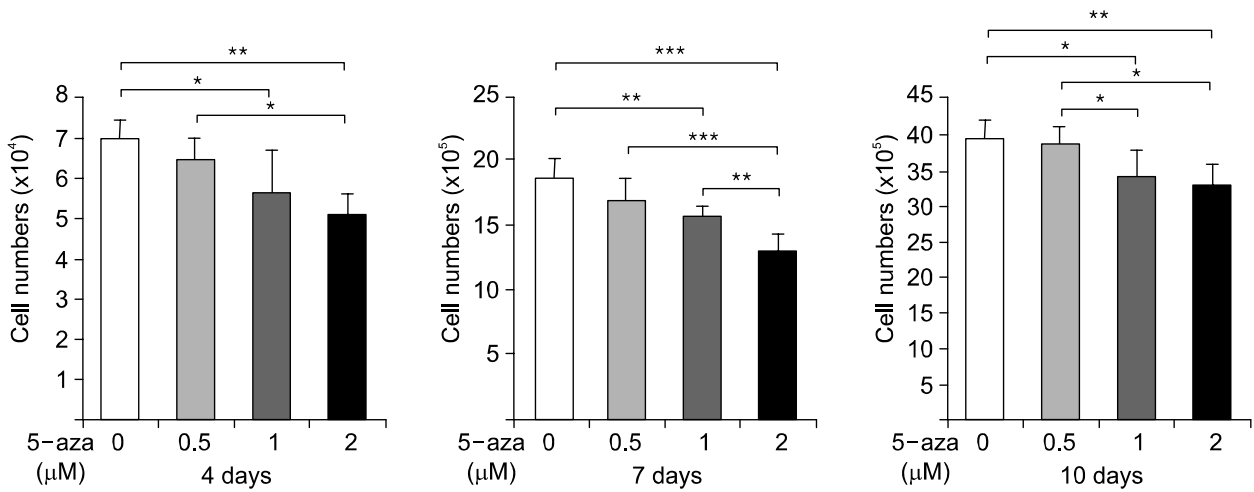 **
*
*
8
7
6
5
4
3
2
1
Cell numbers (x10⁴)
5-aza 0 0.5 1 2
(μM)
4 days
***
**
***
**
25
20
15
10
5
Cell numbers (x10⁵)
5-aza 0 0.5 1 2
(μM)
7 days
**
*
*
*
45
40
35
30
25
20
15
10
5
Cell numbers (x10⁵)
5-aza 0 0.5 1 2
(μM)
10 days